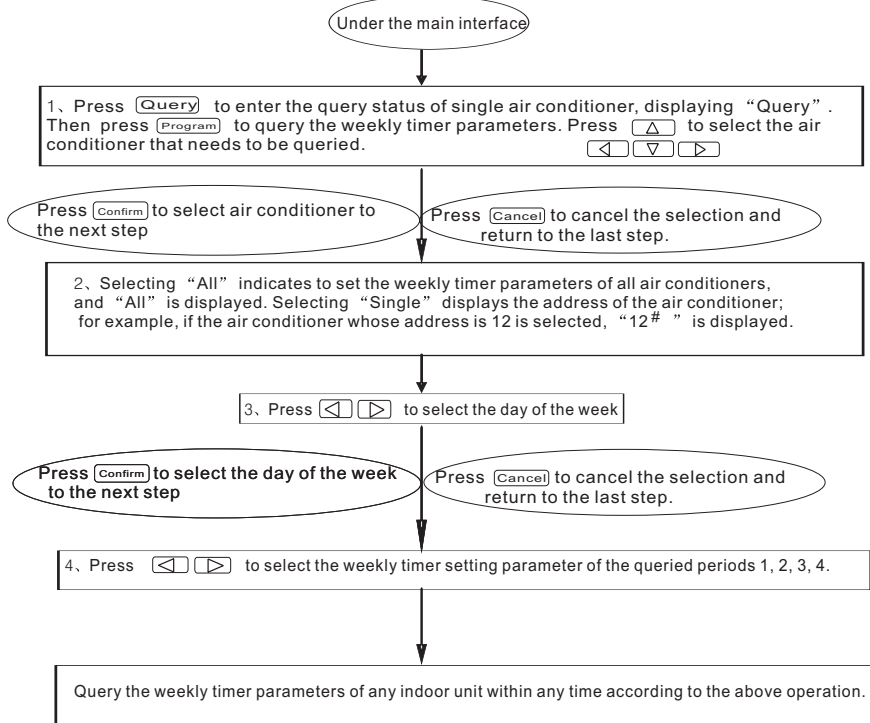 Under the main interface
1、Press Query to enter the query status of single air conditioner, displaying “Query”.
Then press Program to query the weekly timer parameters. Press △ to select the air
conditioner that needs to be queried. ◁ ▽ ▷
Press Confirm to select air conditioner to
the next step
Press Cancel to cancel the selection and
return to the last step.
2、Selecting “All” indicates to set the weekly timer parameters of all air conditioners,
and “All” is displayed. Selecting “Single” displays the address of the air conditioner;
for example, if the air conditioner whose address is 12 is selected, “12# ” is displayed.
3、Press ◁ ▷ to select the day of the week
Press Confirm to select the day of the week
to the next step
Press Cancel to cancel the selection and
return to the last step.
4、Press ◁ ▷ to select the weekly timer setting parameter of the queried periods 1, 2, 3, 4.
Query the weekly timer parameters of any indoor unit within any time according to the above operation.